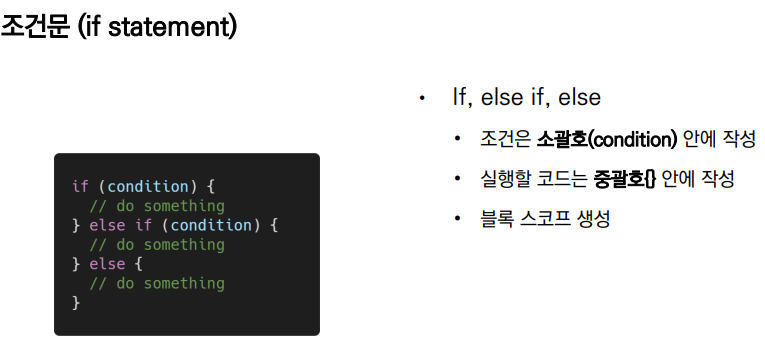 조건문 (if statement)
• If, else if, else
• 조건은 소괄호(condition) 안에 작성
• 실행할 코드는 중괄호{} 안에 작성
• 블록 스코프 생성
if (condition) {
  // do something
} else if (condition) {
  // do something
} else {
  // do something
}